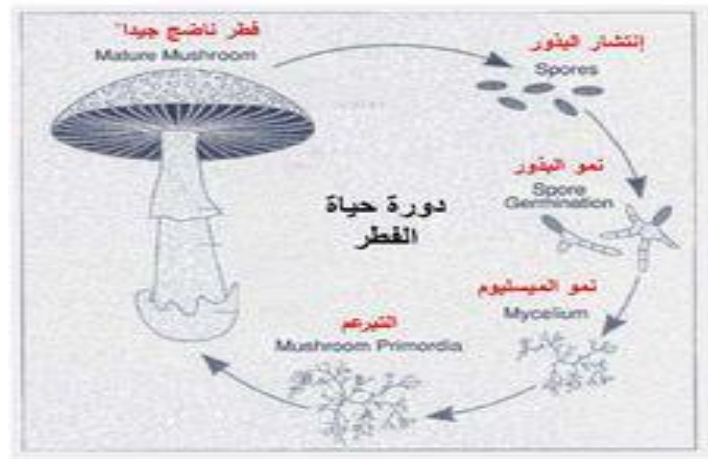 فطر ناضج جيدا"
Mature Mushroom
إنتشار البذور
Spores
نمو البذور
Spore
Germination
دورة حياة
الفطر
نمو الميسليوم
Mycelium
التبرعم
Mushroom Primordia